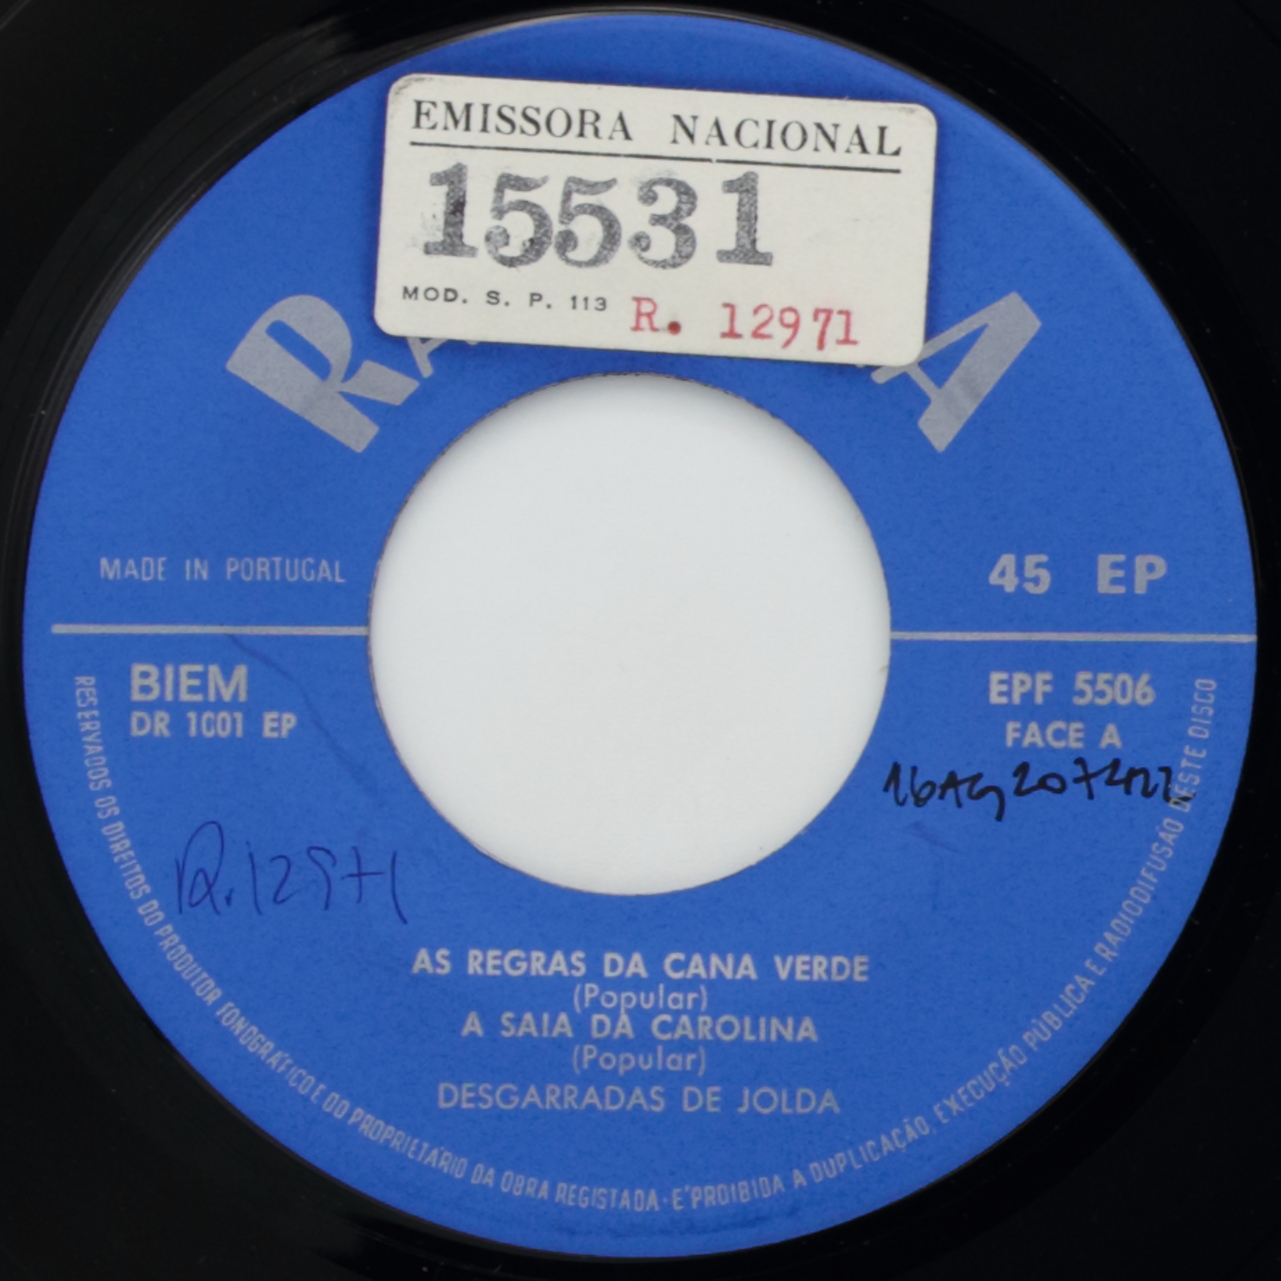 EMISSORA NACIONAL
15531
MOD. S. P. 113 R. 12971
MADE IN PORTUGAL
45 EP
BIEM
DR 1001 EP
EPF 5506
FACE A
R.12971
AS REGRAS DA CANA VERDE
(Popular)
A SAIA DA CAROLINA
(Popular)
DESGARRADAS DE JOLDA
RESERVADOS OS DIREITOS DO PRODUTOR FONOGRÁFICO E DO PROPRIETÁRIO DA OBRA REGISTADA · É PROIBIDA A DUPLICAÇÃO, EXECUÇÃO PÚBLICA E RADIODIFUSÃO DESTE DISCO